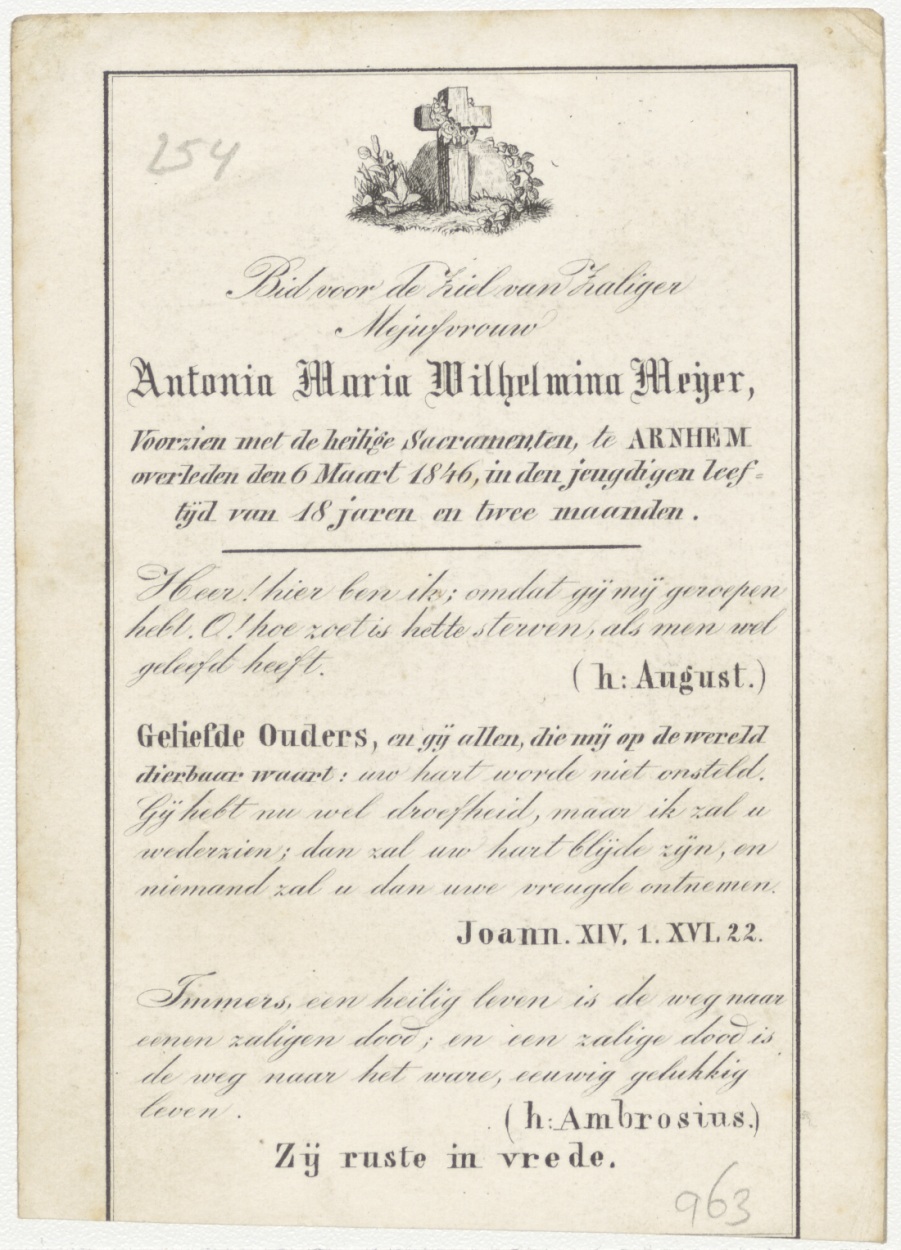 254
Bid voor de Ziel van Zaliger
Mejufvrouw
Antonia Maria Wilhelmina Meyer,
Voorzien met de heilige Sacramenten, te ARNHEM
overleden den 6 Maart 1846, in den jeugdigen leef=
tijd van 18 jaren en twee maanden.
Heer! hier ben ik; omdat gij mij geroepen
hebt. O! hoe zoet is het te sterven, als men wel
geleefd heeft.
(h: August.)
Geliefde Ouders, en gij allen, die mij op de wereld
dierbaar waart: uw hart worde niet onsteld.
Gij hebt nu wel droefheid, maar ik zal u
wederzien; dan zal uw hart blijde zijn, en
niemand zal u dan uwe vreugde ontnemen.
Joann. XIV. 1. XVI. 22.
Immers, een heilig leven is de weg naar
eenen zaligen dood; en een zalige dood is
de weg naar het ware, eeuwig gelukkig
leven.
(h: Ambrosius.)
Zij ruste in vrede.
963